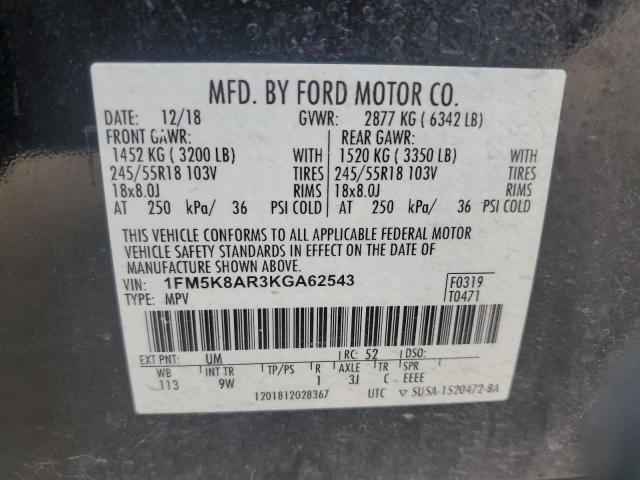 MFD. BY FORD MOTOR CO.
DATE: 12/18 GVWR: 2877 KG ( 6342 LB)
FRONT GAWR: REAR GAWR:
1452 KG ( 3200 LB) WITH 1520 KG ( 3350 LB) WITH
245/55R18 103V TIRES 245/55R18 103V TIRES
18x8.0J RIMS 18x8.0J RIMS
AT 250 kPa/ 36 PSI COLD AT 250 kPa/ 36 PSI COLD
THIS VEHICLE CONFORMS TO ALL APPLICABLE FEDERAL MOTOR
VEHICLE SAFETY STANDARDS IN EFFECT ON THE DATE OF
MANUFACTURE SHOWN ABOVE.
VIN: 1FM5K8AR3KGA62543 F0319
TYPE: MPV T0471
EXT PNT: UM RC: 52 DSO:
WB INT TR TP/PS R AXLE TR SPR
113 9W 1 3J C EEEE
1201812028367 UTC ▽ 5U5A-1520472-BA